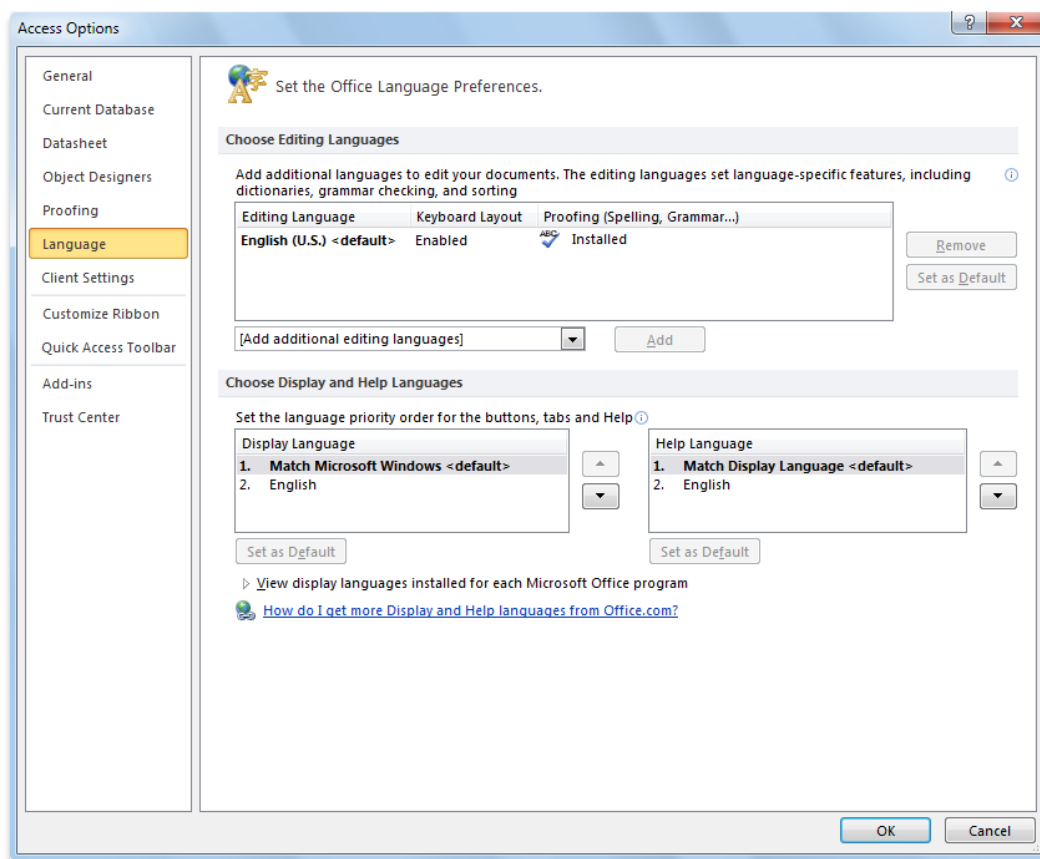 Access Options
General
Current Database
Datasheet
Object Designers
Proofing
Language
Client Settings
Customize Ribbon
Quick Access Toolbar
Add-ins
Trust Center
Set the Office Language Preferences.
Choose Editing Languages
Add additional languages to edit your documents. The editing languages set language-specific features, including
dictionaries, grammar checking, and sorting
Editing Language Keyboard Layout Proofing (Spelling, Grammar...)
English (U.S.) <default> Enabled ABC Installed
Remove
Set as Default
[Add additional editing languages] Add
Choose Display and Help Languages
Set the language priority order for the buttons, tabs and Help
Display Language
1. Match Microsoft Windows <default>
2. English
Set as Default
Help Language
1. Match Display Language <default>
2. English
Set as Default
View display languages installed for each Microsoft Office program
How do I get more Display and Help languages from Office.com?
OK Cancel